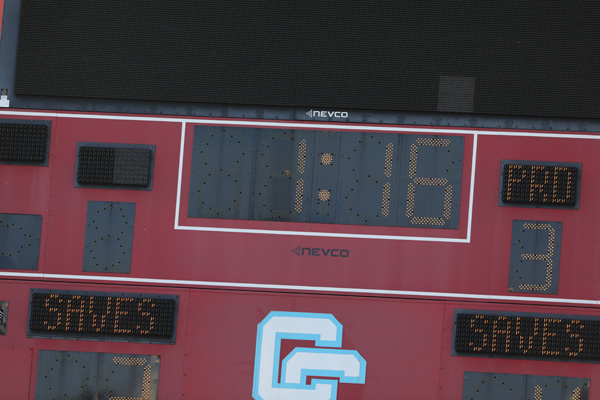 NEVCO
1:16
PRD
3
NEVCO
SAVES
SAVES
G